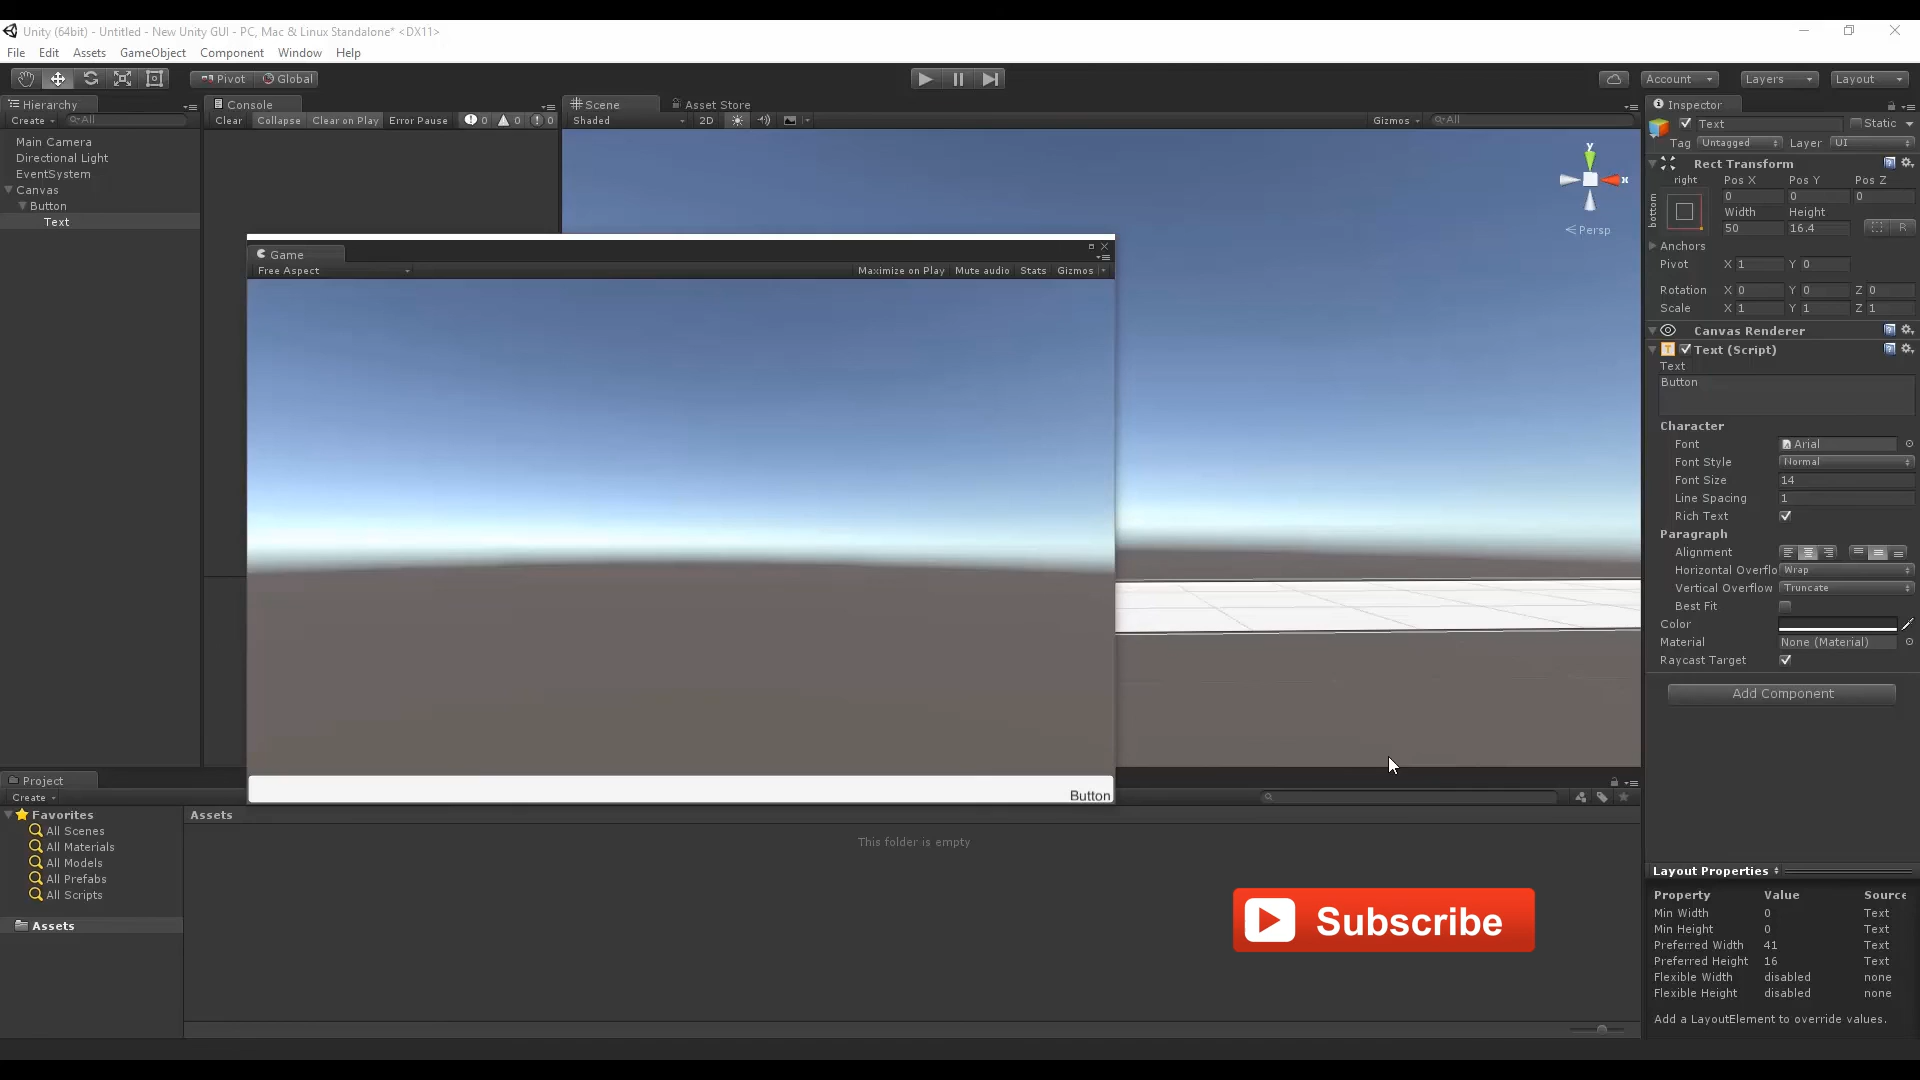 Unity (64bit) - Untitled - New Unity GUI - PC, Mac & Linux Standalone* <DX11>
File Edit Assets GameObject Component Window Help
Pivot Global Account Layers Layout
Hierarchy Console Scene Asset Store Inspector
Create All Clear Collapse Clear on Play Error Pause 0 0 0 Shaded 2D Gizmos All
Text Static
Tag Untagged Layer UI
Main Camera
Directional Light
EventSystem
Canvas
Button
Text
y
x
Persp
Rect Transform
right Pos X Pos Y Pos Z
bottom 0 0 0
Width Height
50 16.4 R
Anchors
Pivot X 1 Y 0
Rotation X 0 Y 0 Z 0
Scale X 1 Y 1 Z 1
Game
Free Aspect Maximize on Play Mute audio Stats Gizmos
Button
Canvas Renderer
Text (Script)
Text
Button
Character
Font Arial
Font Style Normal
Font Size 14
Line Spacing 1
Rich Text
Paragraph
Alignment
Horizontal Overflo Wrap
Vertical Overflow Truncate
Best Fit
Color
Material None (Material)
Raycast Target
Add Component
Project
Create
Favorites
All Scenes
All Materials
All Models
All Prefabs
All Scripts
Assets
Assets
This folder is empty
Subscribe
Layout Properties
Property Value Source
Min Width 0 Text
Min Height 0 Text
Preferred Width 41 Text
Preferred Height 16 Text
Flexible Width disabled none
Flexible Height disabled none
Add a LayoutElement to override values.